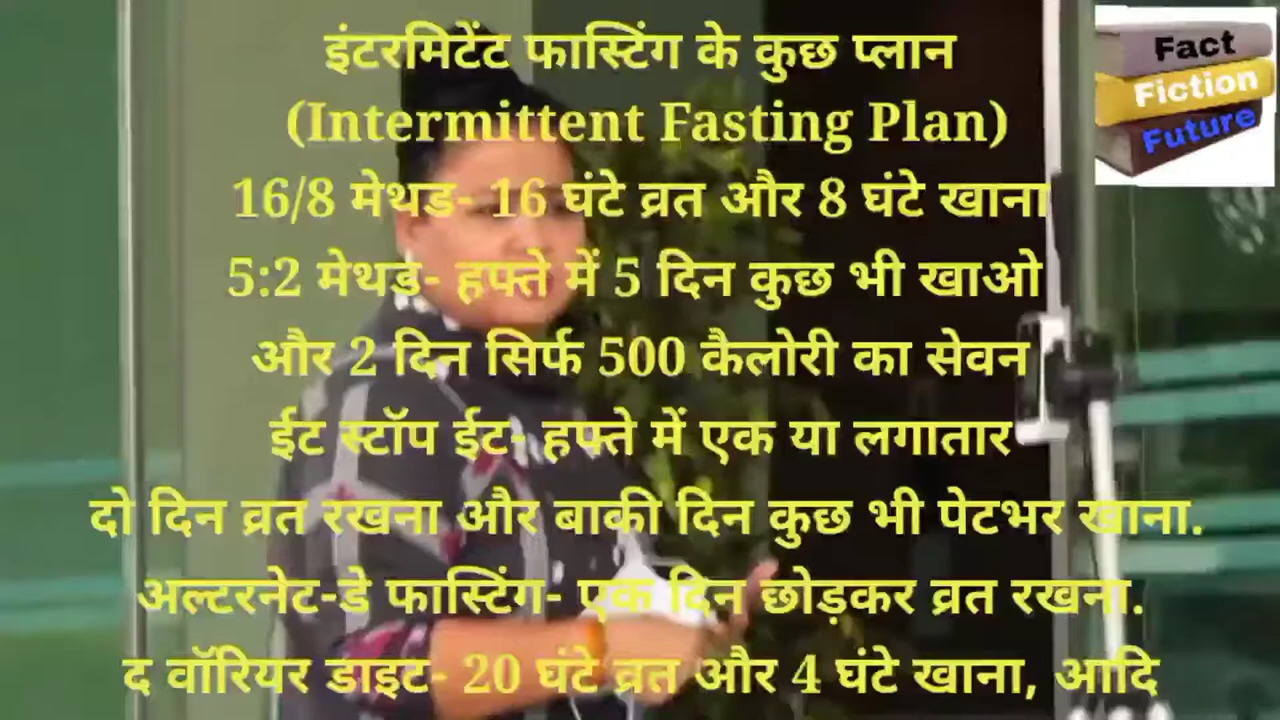 इंटरमिटेंट फास्टिंग के कुछ प्लान
(Intermittent Fasting Plan)
16/8 मेथड- 16 घंटे व्रत और 8 घंटे खाना
5:2 मेथड- हफ्ते में 5 दिन कुछ भी खाओ
और 2 दिन सिर्फ 500 कैलोरी का सेवन
ईट स्टॉप ईट- हफ्ते में एक या लगातार
दो दिन व्रत रखना और बाकी दिन कुछ भी पेटभर खाना.
अल्टरनेट-डे फास्टिंग- एक दिन छोड़कर व्रत रखना.
द वॉरियर डाइट- 20 घंटे व्रत और 4 घंटे खाना, आदि
Fact
Fiction
Future